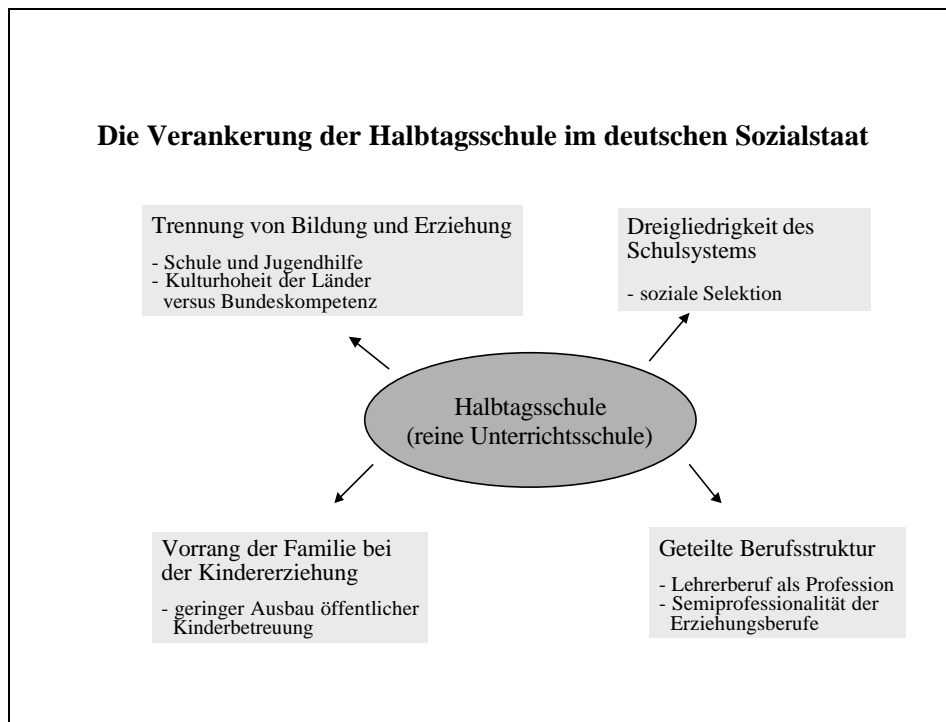 Die Verankerung der Halbtagsschule im deutschen Sozialstaat
Trennung von Bildung und Erziehung
- Schule und Jugendhilfe
- Kulturhoheit der Länder
versus Bundeskompetenz
Dreigliedrigkeit des
Schulsystems
- soziale Selektion
Halbtagsschule
(reine Unterrichtsschule)
Vorrang der Familie bei
der Kindererziehung
- geringer Ausbau öffentlicher
Kinderbetreuung
Geteilte Berufsstruktur
- Lehrerberuf als Profession
- Semiprofessionalität der
Erziehungsberufe